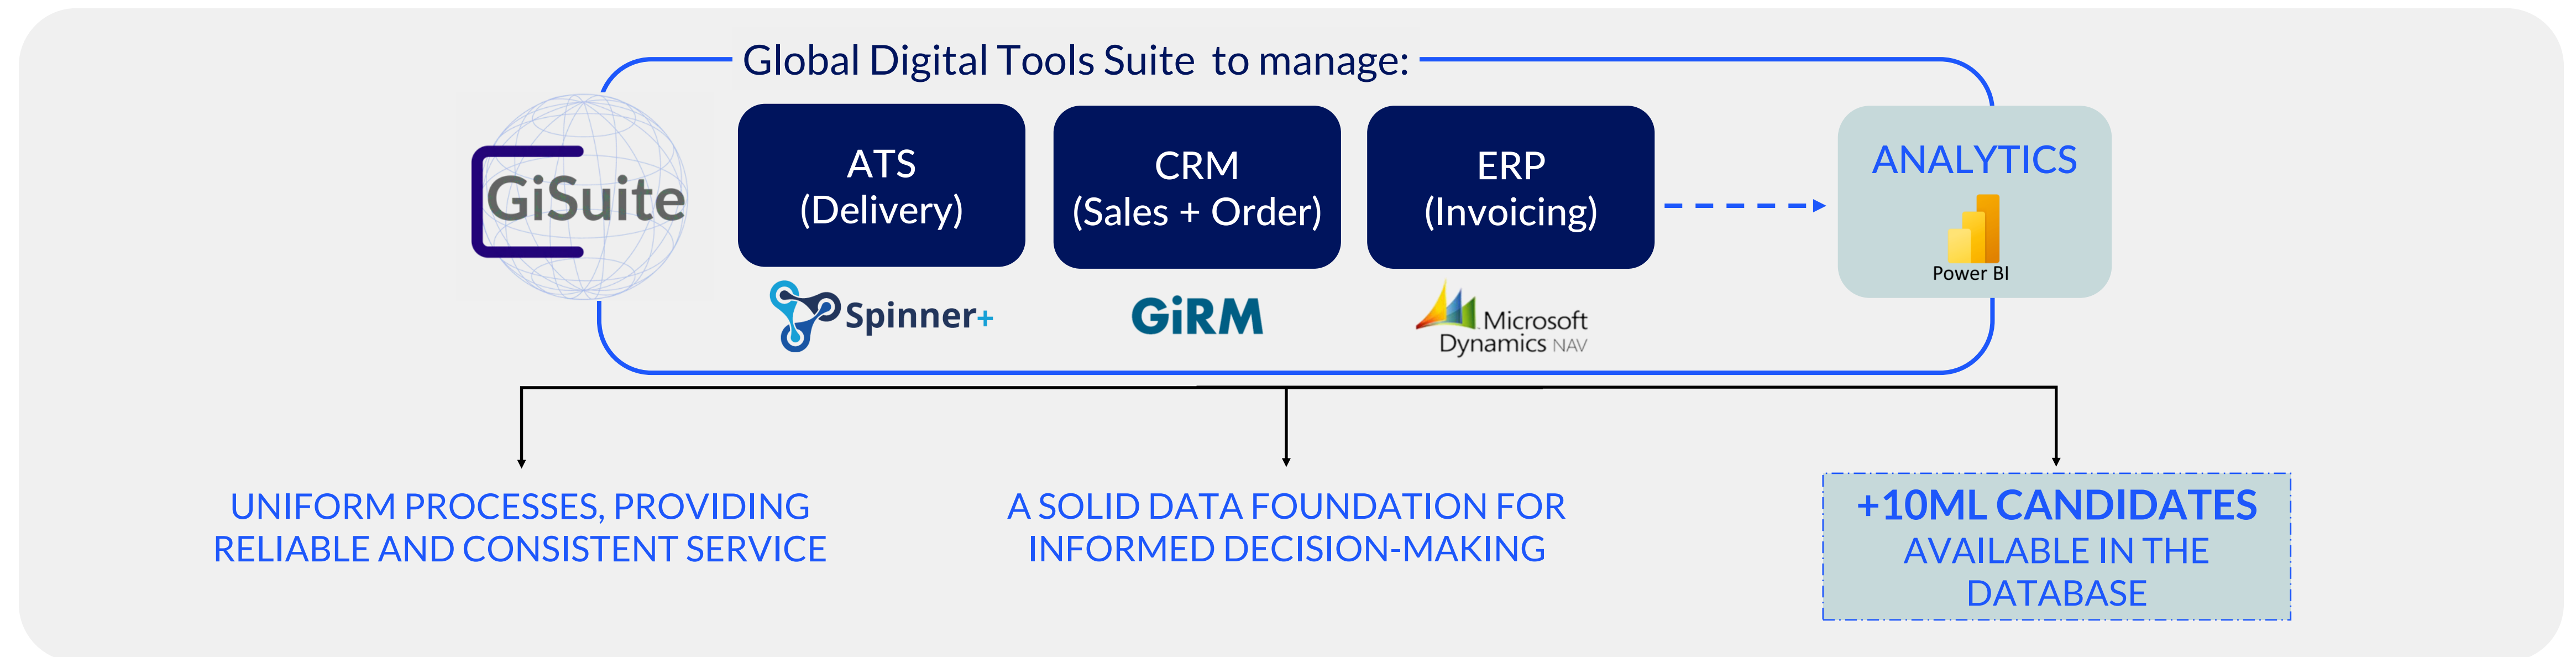 Global Digital Tools Suite  to manage:
GiSuite
ATS
(Delivery)
CRM
(Sales + Order)
ERP
(Invoicing)
ANALYTICS
Power BI
Spinner+
GiRM
Microsoft
Dynamics NAV
UNIFORM PROCESSES, PROVIDING
RELIABLE AND CONSISTENT SERVICE
A SOLID DATA FOUNDATION FOR
INFORMED DECISION-MAKING
+10ML CANDIDATES
AVAILABLE IN THE
DATABASE